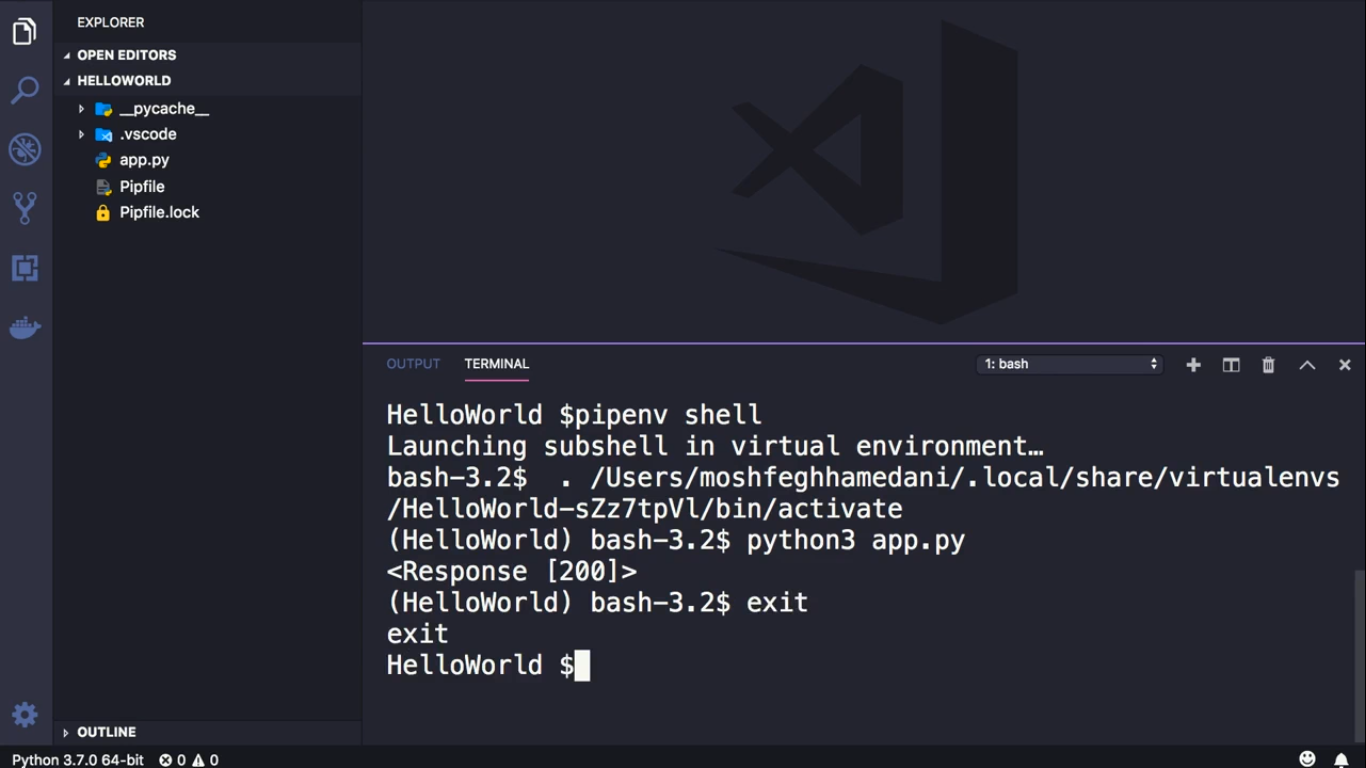 EXPLORER
OPEN EDITORS
HELLOWORLD
__pycache__
.vscode
app.py
Pipfile
Pipfile.lock
OUTLINE
OUTPUT TERMINAL 1: bash
HelloWorld $pipenv shell
Launching subshell in virtual environment…
bash-3.2$  . /Users/moshfeghhamedani/.local/share/virtualenvs
/HelloWorld-sZz7tpVl/bin/activate
(HelloWorld) bash-3.2$ python3 app.py
<Response [200]>
(HelloWorld) bash-3.2$ exit
exit
HelloWorld $
Python 3.7.0 64-bit 0 0